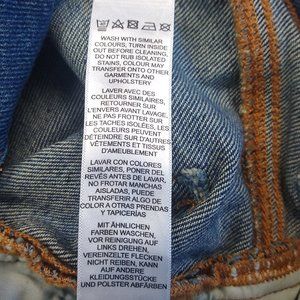 WASH WITH SIMILAR
COLOURS, TURN INSIDE
OUT BEFORE CLEANING,
DO NOT RUB ISOLATED
STAINS, COLOUR MAY
TRANSFER ONTO OTHER
GARMENTS AND
UPHOLSTERY
LAVER AVEC DES
COULEURS SIMILAIRES,
RETOURNER SUR
L'ENVERS AVANT LAVAGE,
NE PAS FROTTER SUR
LES TACHES ISOLÉES, LES
COULEURS PEUVENT
DÉTEINDRE SUR D'AUTRES
VÊTEMENTS ET TISSUS
D'AMEUBLEMENT
LAVAR CON COLORES
SIMILARES, PONER DEL
REVÉS ANTES DE LAVAR,
NO FROTAR MANCHAS
AISLADAS, PUEDE
TRANSFERIR ALGO DE
COLOR A OTRAS PRENDAS
Y TAPICERÍAS
MIT ÄHNLICHEN
FARBEN WASCHEN,
VOR REINIGUNG AUF
LINKS DREHEN,
VEREINZELTE FLECKEN
NICHT REIBEN, KANN
AUF ANDERE
KLEIDUNGSSTÜCKE
UND POLSTER ABFÄRBEN